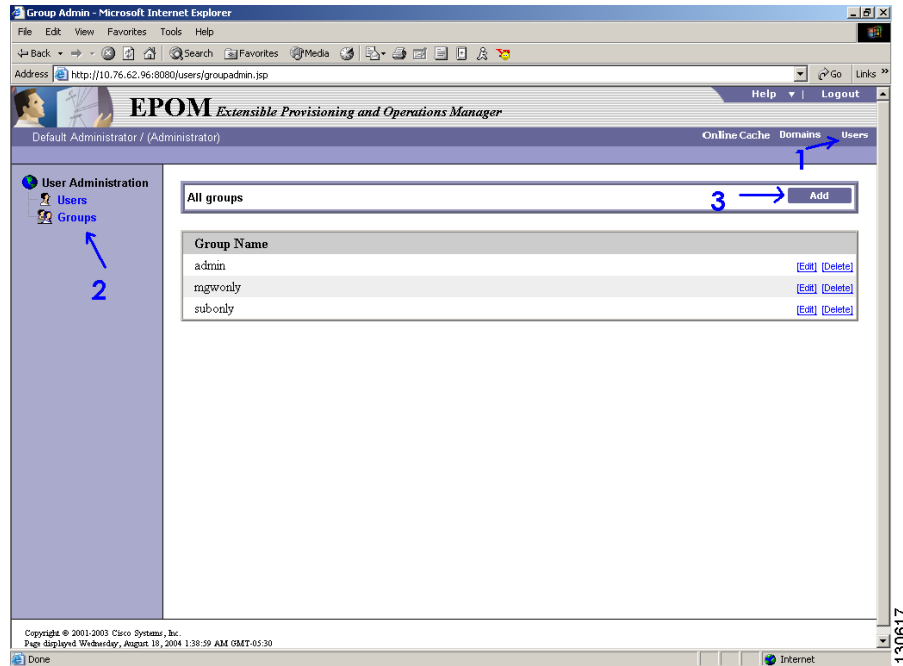 Group Admin - Microsoft Internet Explorer
File Edit View Favorites Tools Help
Back Search Favorites Media
Address http://10.76.62.96:8080/users/groupadmin.jsp Go Links »
EPOM Extensible Provisioning and Operations Manager
Help | Logout
Default Administrator / (Administrator)
Online Cache Domains Users
1
User Administration
Users
Groups
2
All groups
3
Add
Group Name
admin [Edit] [Delete]
mgwonly [Edit] [Delete]
subonly [Edit] [Delete]
Copyright © 2001-2003 Cisco Systems, Inc.
Page displayed Wednesday, August 18, 2004 1:38:59 AM GMT-05:30
Done Internet
130617